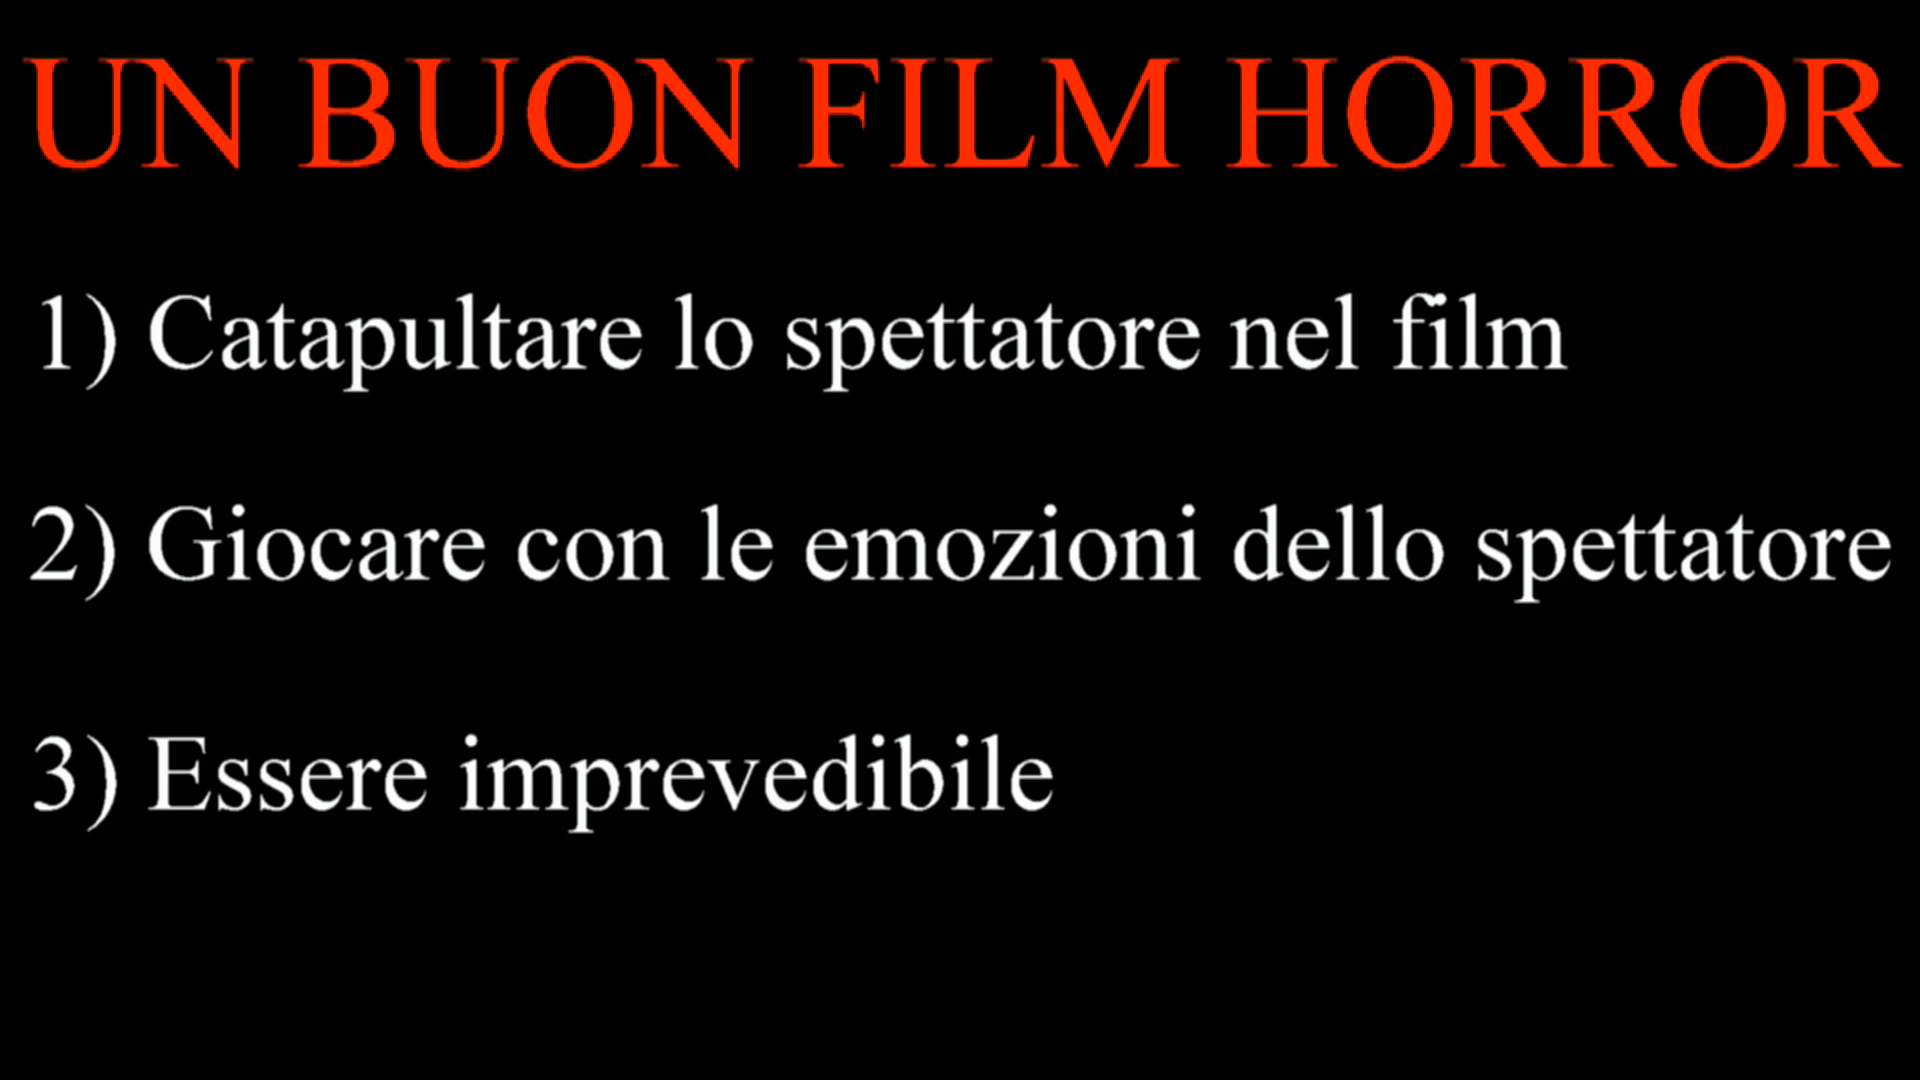 UN BUON FILM HORROR
1) Catapultare lo spettatore nel film
2) Giocare con le emozioni dello spettatore
3) Essere imprevedibile